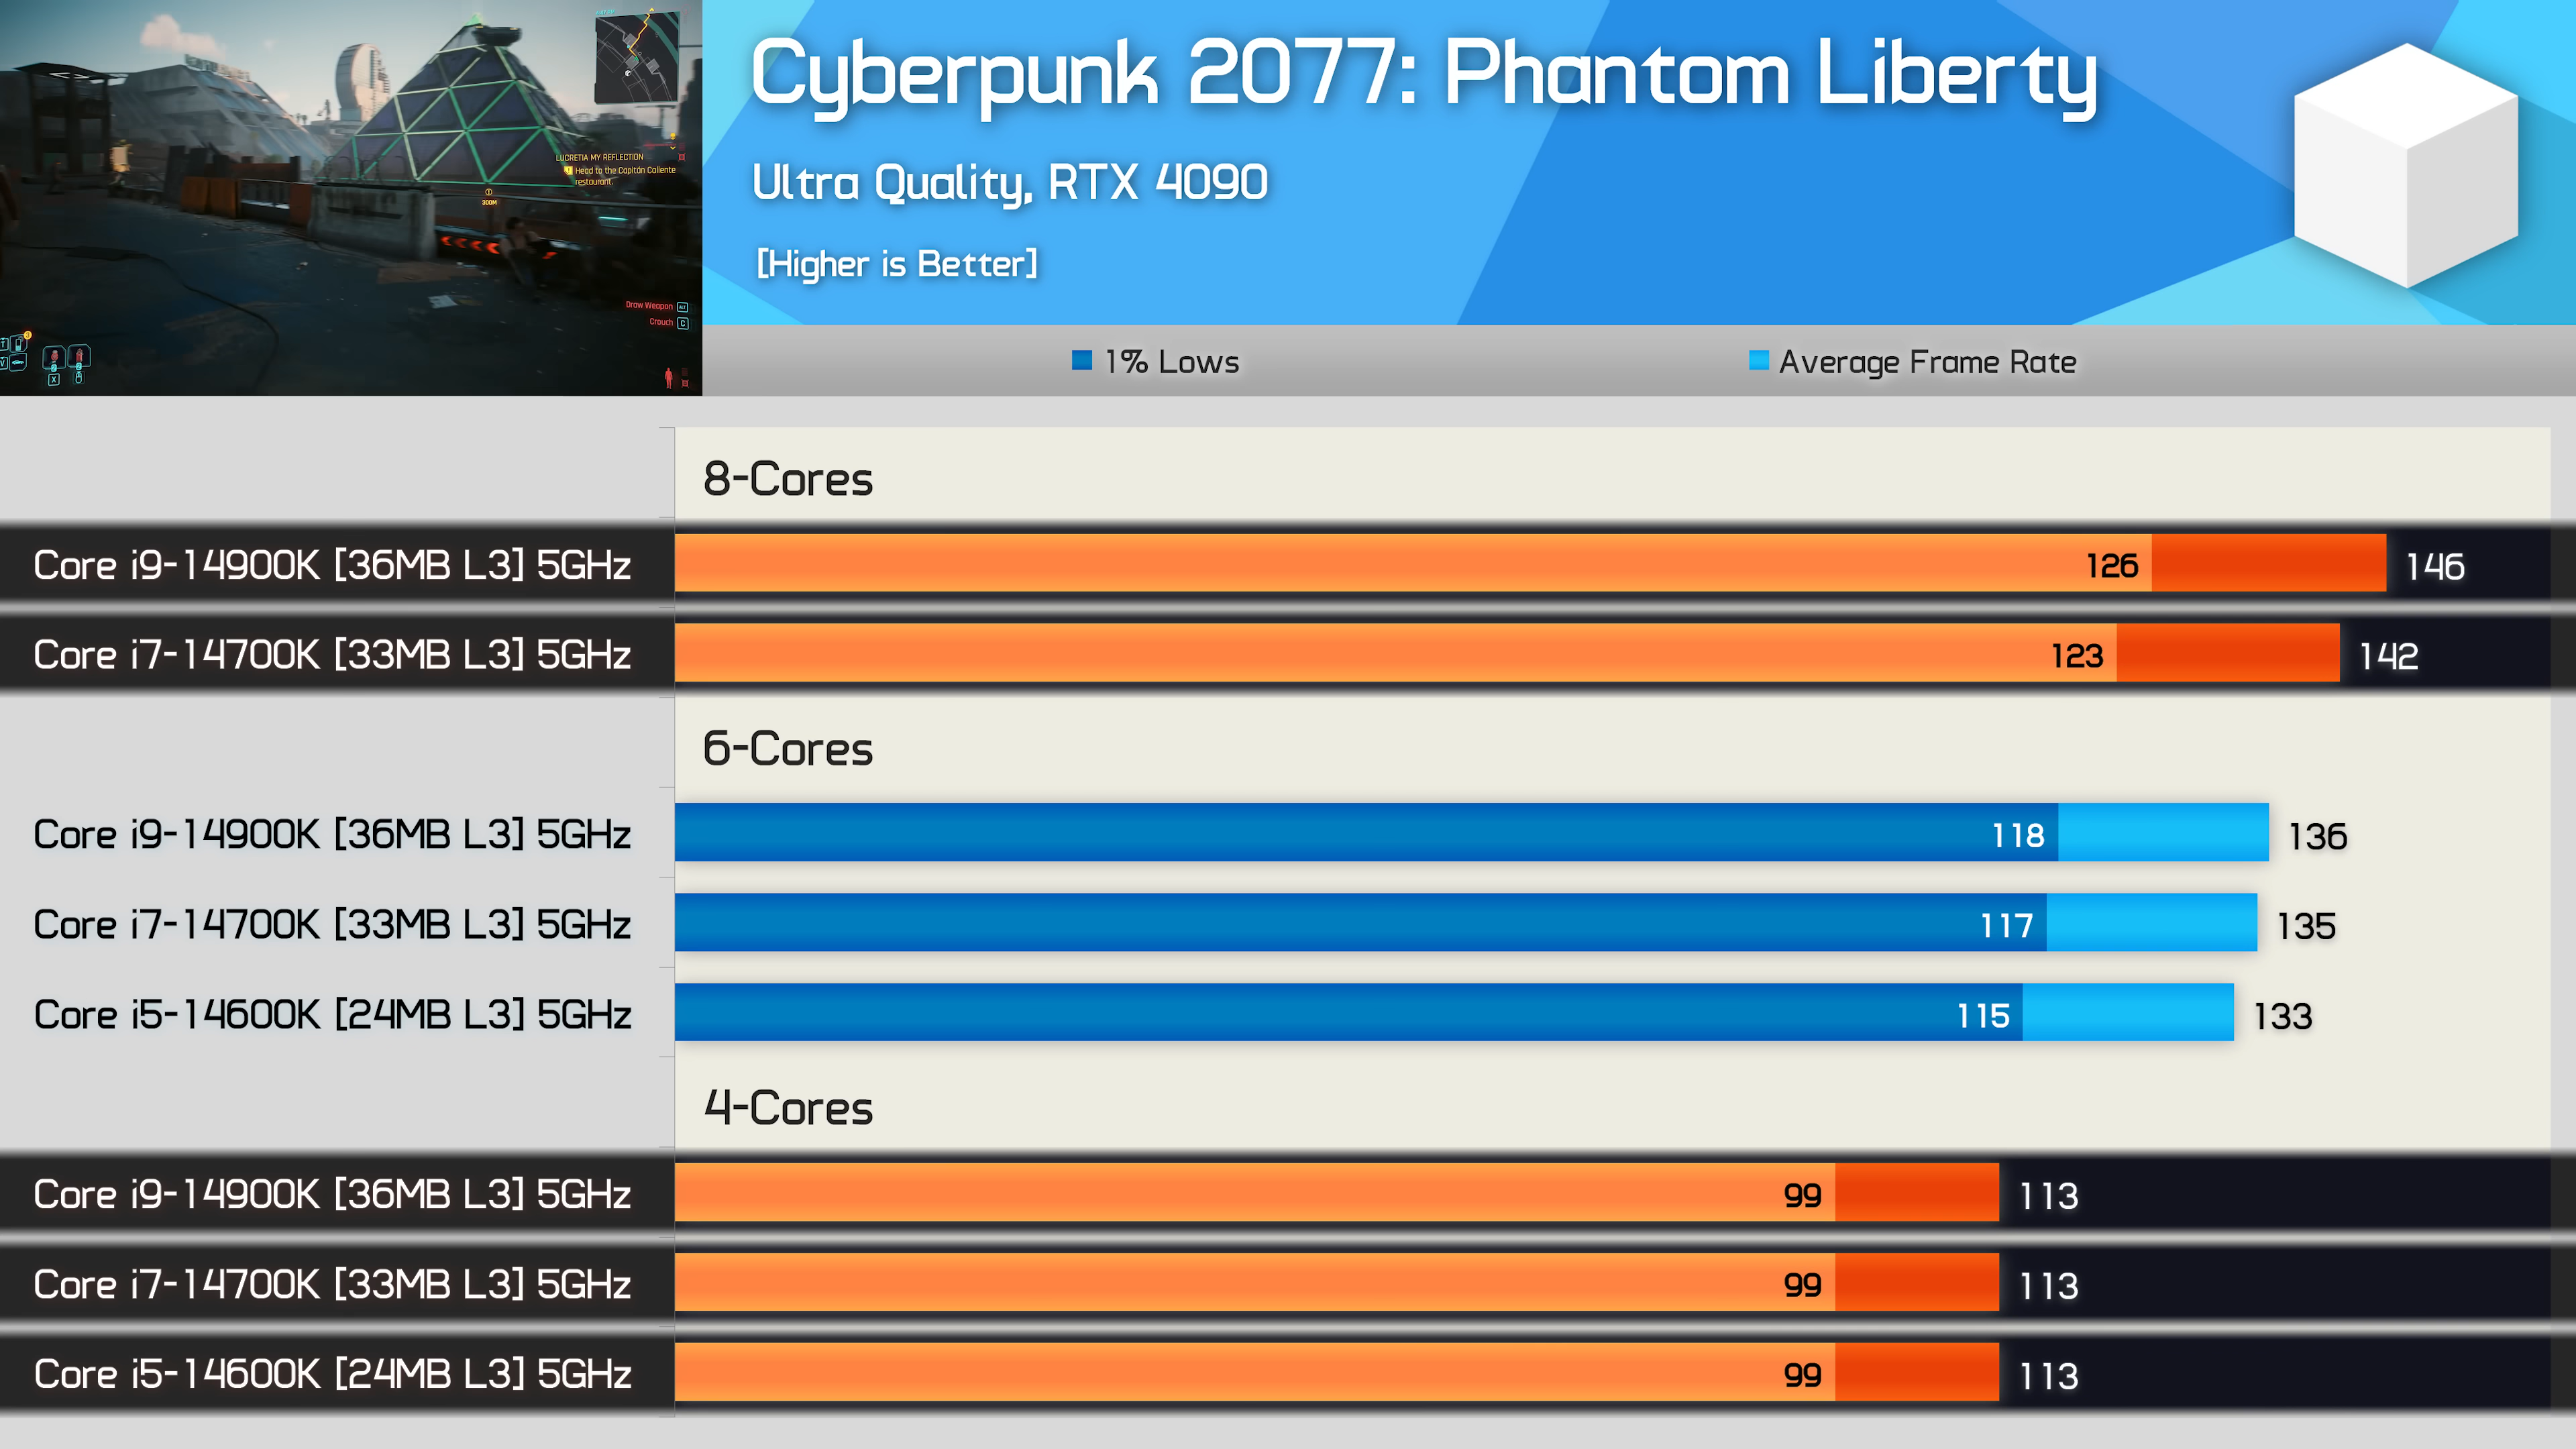 Cyberpunk 2077: Phantom Liberty
Ultra Quality, RTX 4090
[Higher is Better]
LUCRETIA MY REFLECTION
Head to the Capitán Caliente
restaurant.
300M
Draw Weapon
Crouch C
T
V
X
1% Lows
Average Frame Rate
8-Cores
Core i9-14900K [36MB L3] 5GHz 126 146
Core i7-14700K [33MB L3] 5GHz 123 142
6-Cores
Core i9-14900K [36MB L3] 5GHz 118 136
Core i7-14700K [33MB L3] 5GHz 117 135
Core i5-14600K [24MB L3] 5GHz 115 133
4-Cores
Core i9-14900K [36MB L3] 5GHz 99 113
Core i7-14700K [33MB L3] 5GHz 99 113
Core i5-14600K [24MB L3] 5GHz 99 113